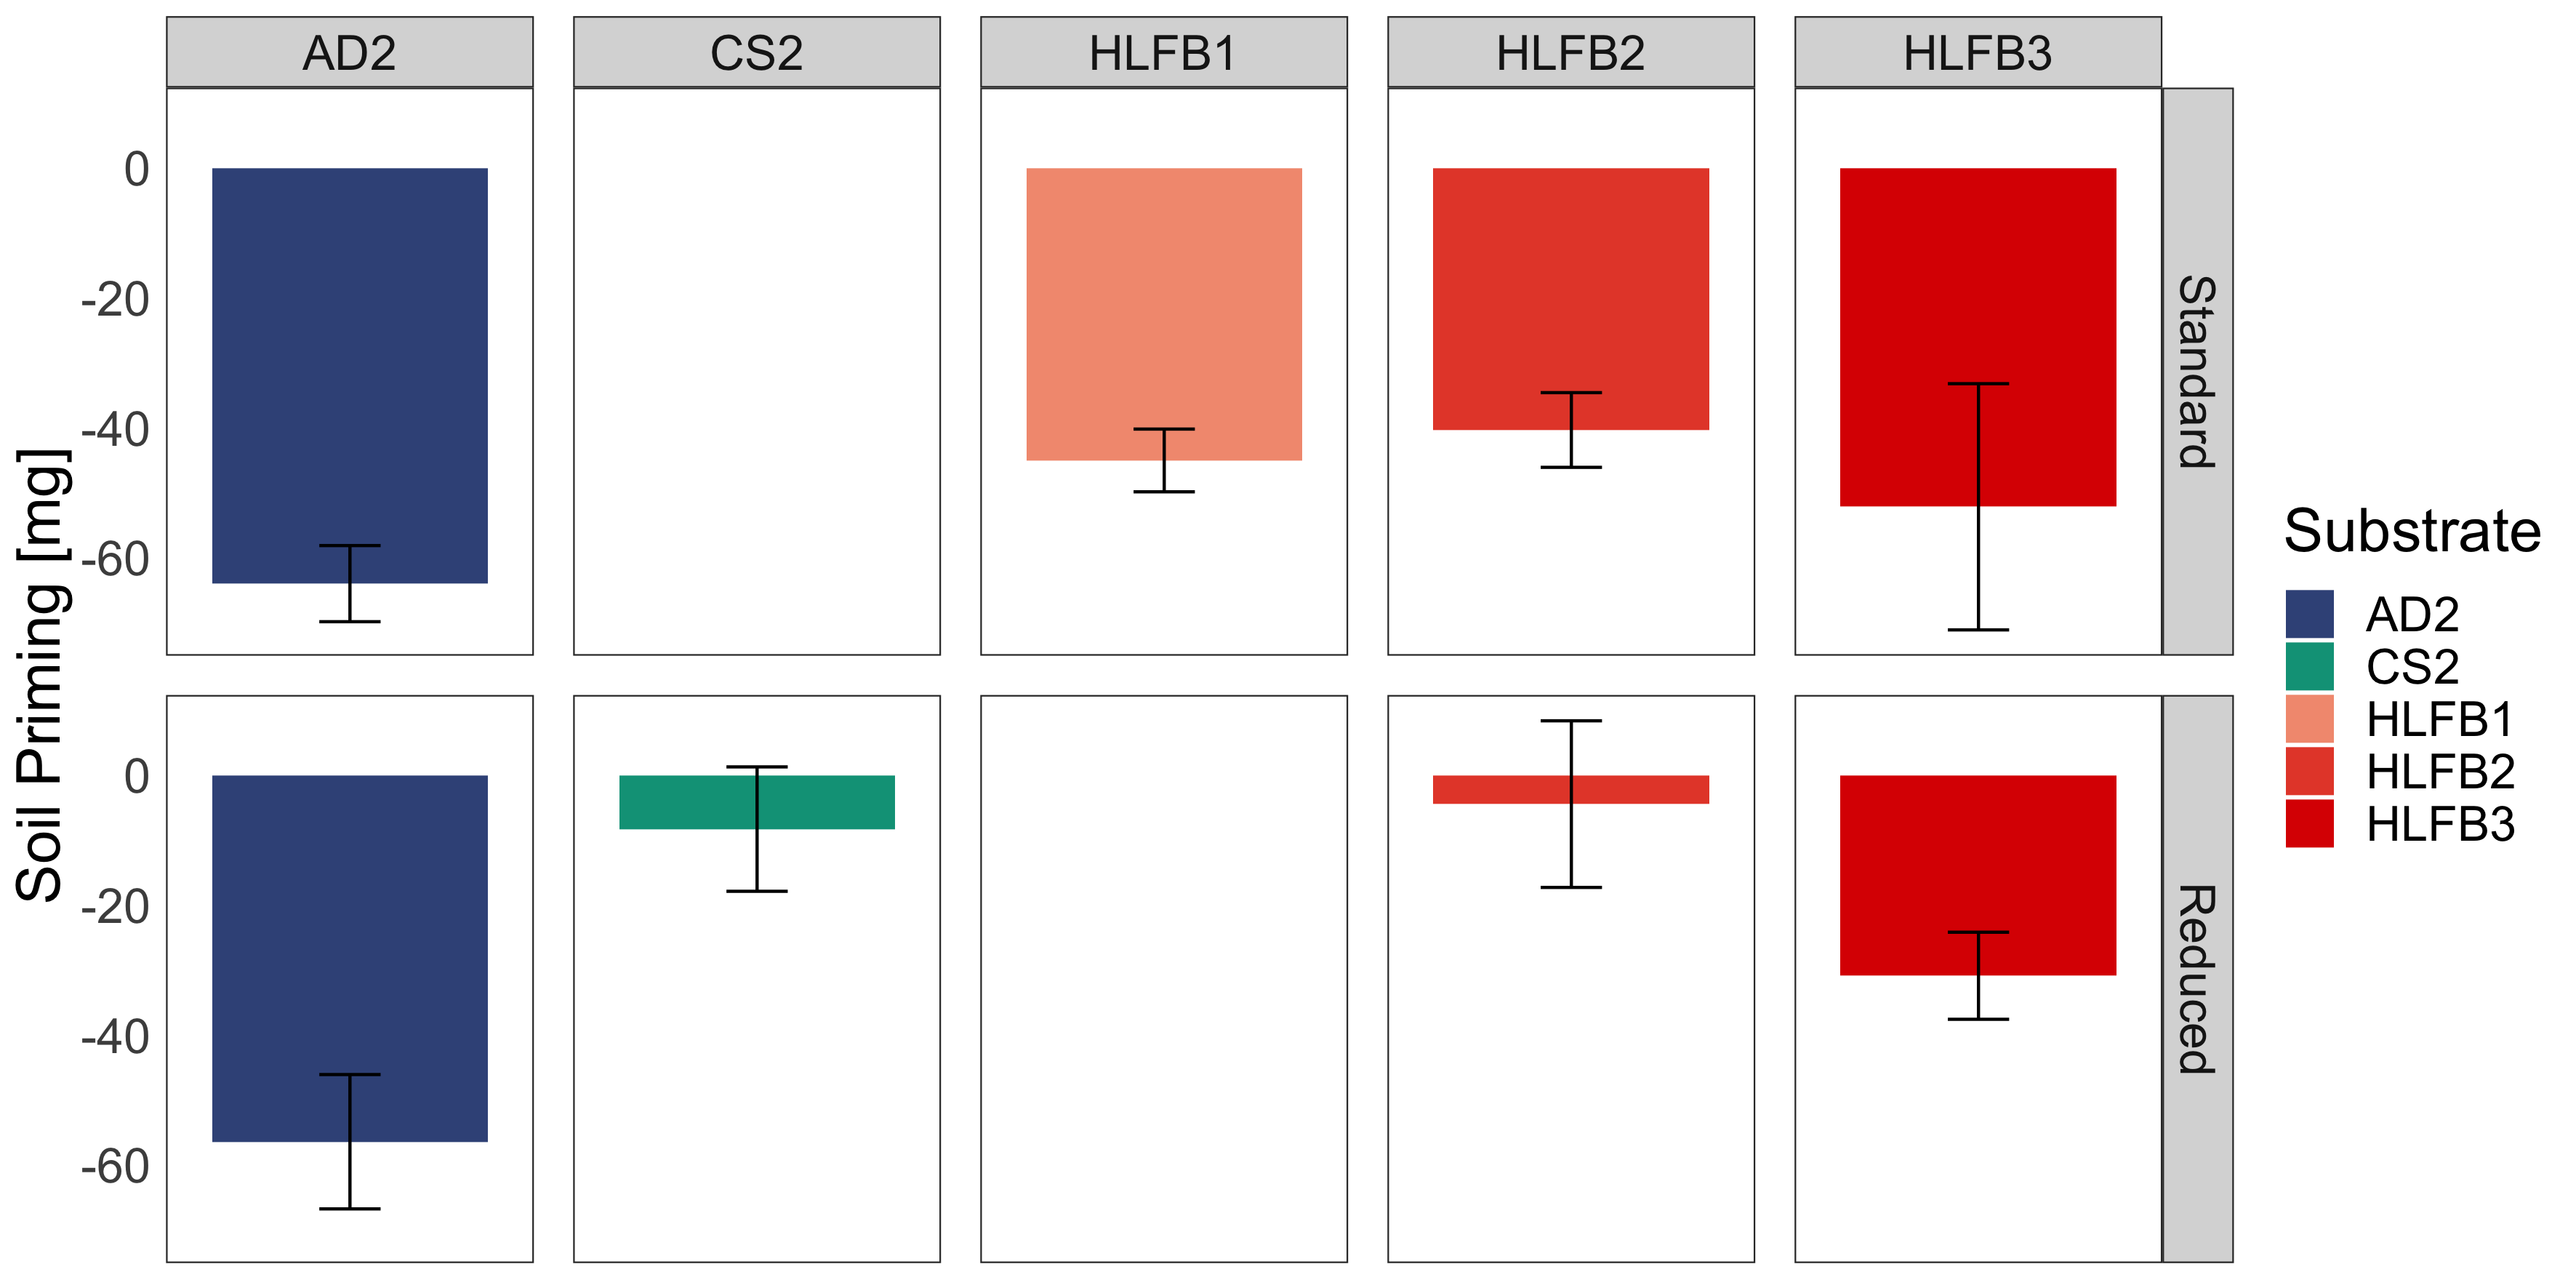 AD2
CS2
HLFB1
HLFB2
HLFB3
Soil Priming [mg]
0
-20
-40
-60
Standard
0
-20
-40
-60
Reduced
Substrate
AD2
CS2
HLFB1
HLFB2
HLFB3